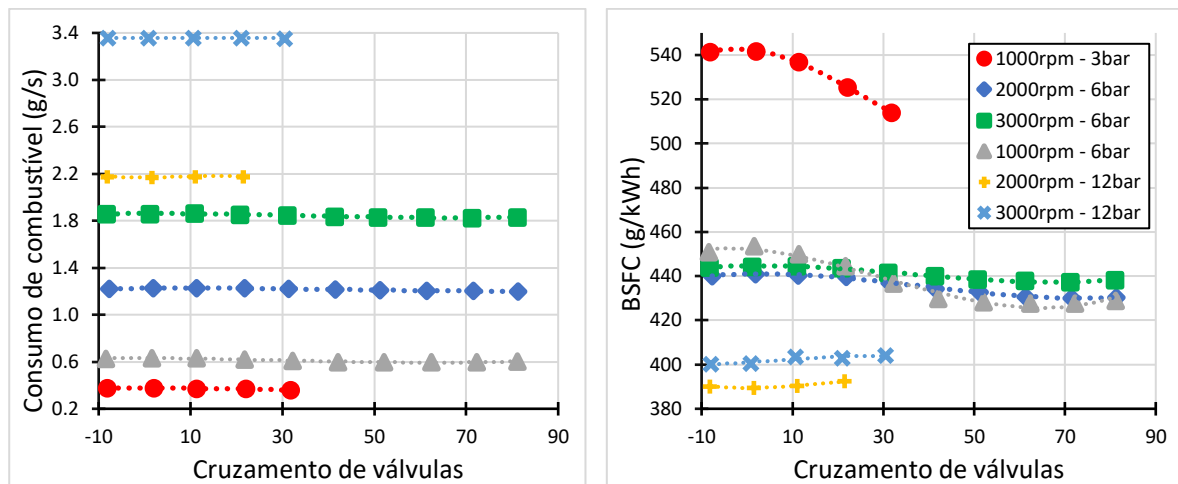 Consumo de combustível (g/s)
3.4
3.0
2.6
2.2
1.8
1.4
1.0
0.6
0.2
-10 10 30 50 70 90
Cruzamento de válvulas
BSFC (g/kWh)
540
520
500
480
460
440
420
400
380
-10 10 30 50 70 90
Cruzamento de válvulas
1000rpm - 3bar
2000rpm - 6bar
3000rpm - 6bar
1000rpm - 6bar
2000rpm - 12bar
3000rpm - 12bar